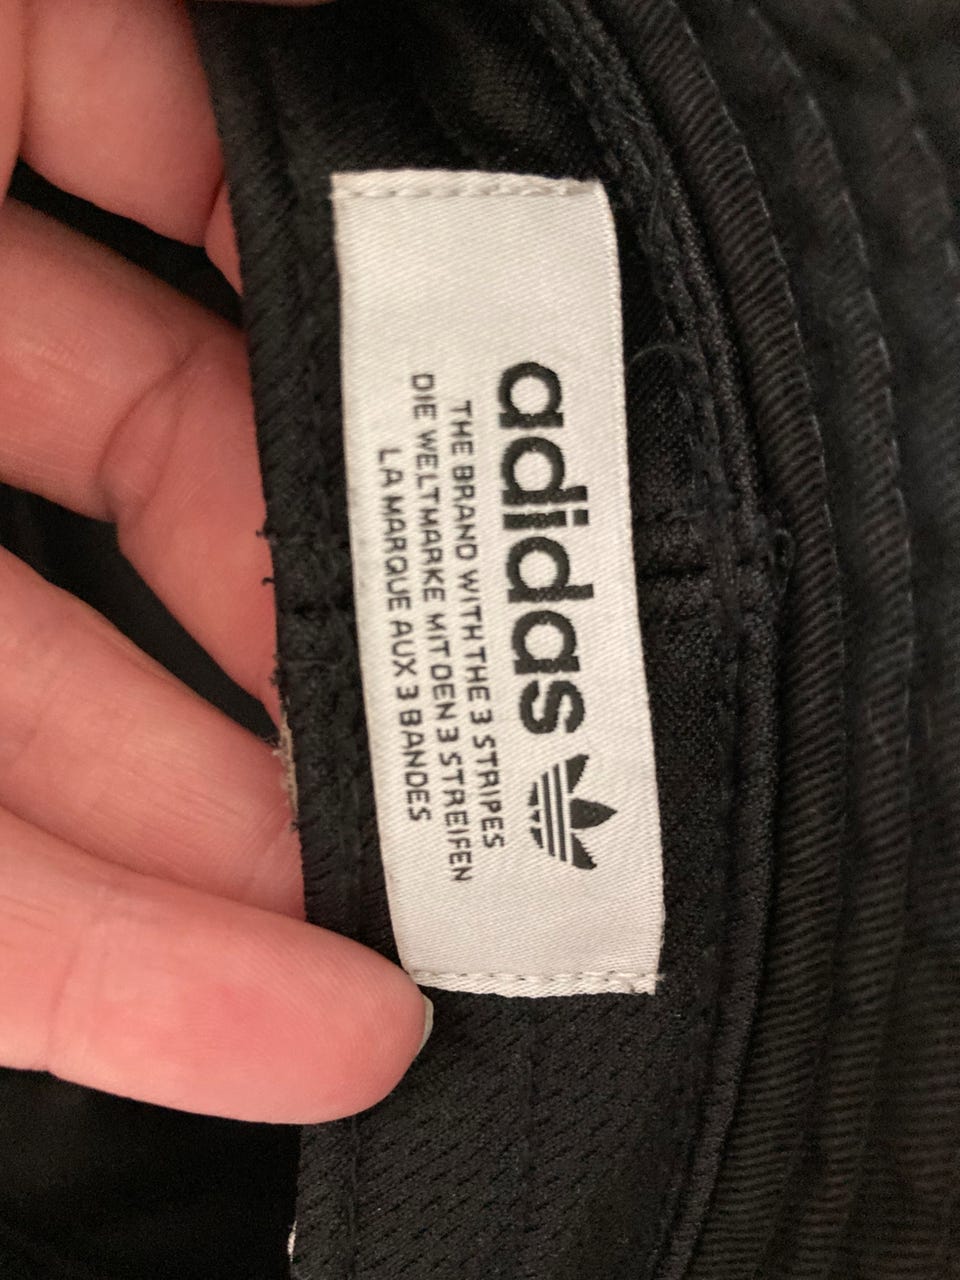 adidas
THE BRAND WITH THE 3 STRIPES
DIE WELTMARKE MIT DEN 3 STREIFEN
LA MARQUE AUX 3 BANDES